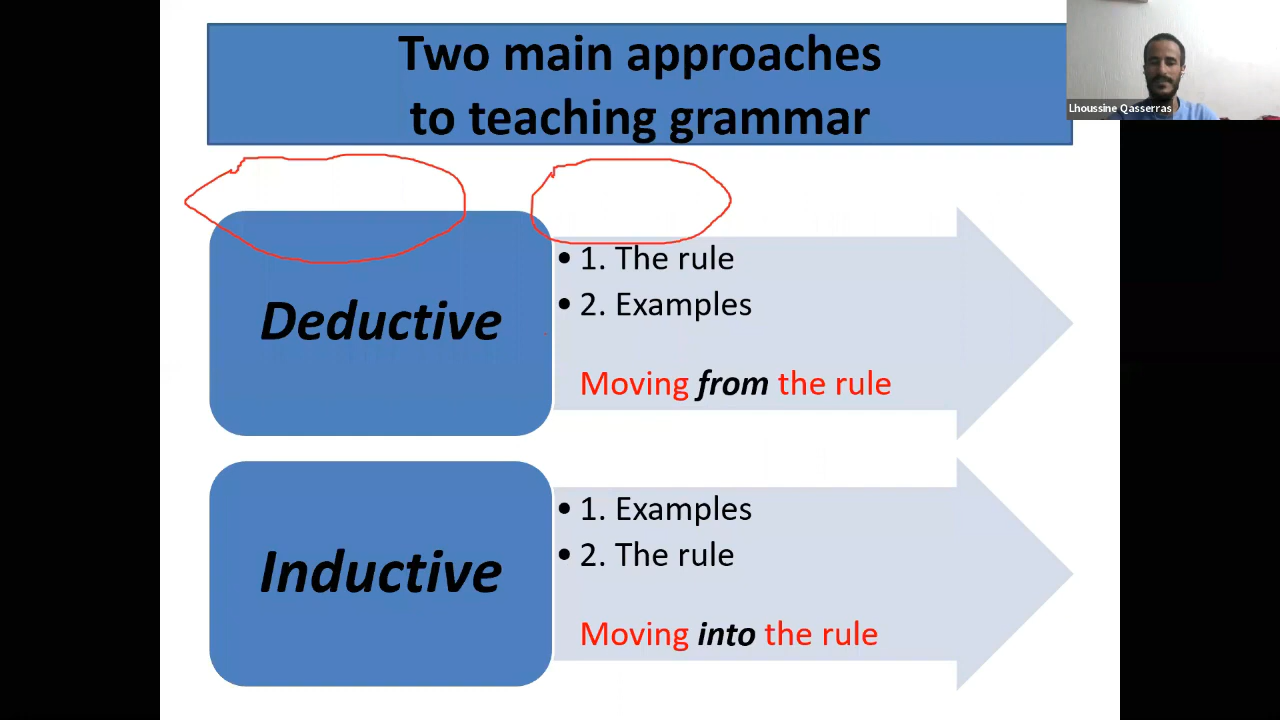 Two main approaches
to teaching grammar
Lhoussine Qasserras
Deductive
• 1. The rule
• 2. Examples
Moving from the rule
Inductive
• 1. Examples
• 2. The rule
Moving into the rule